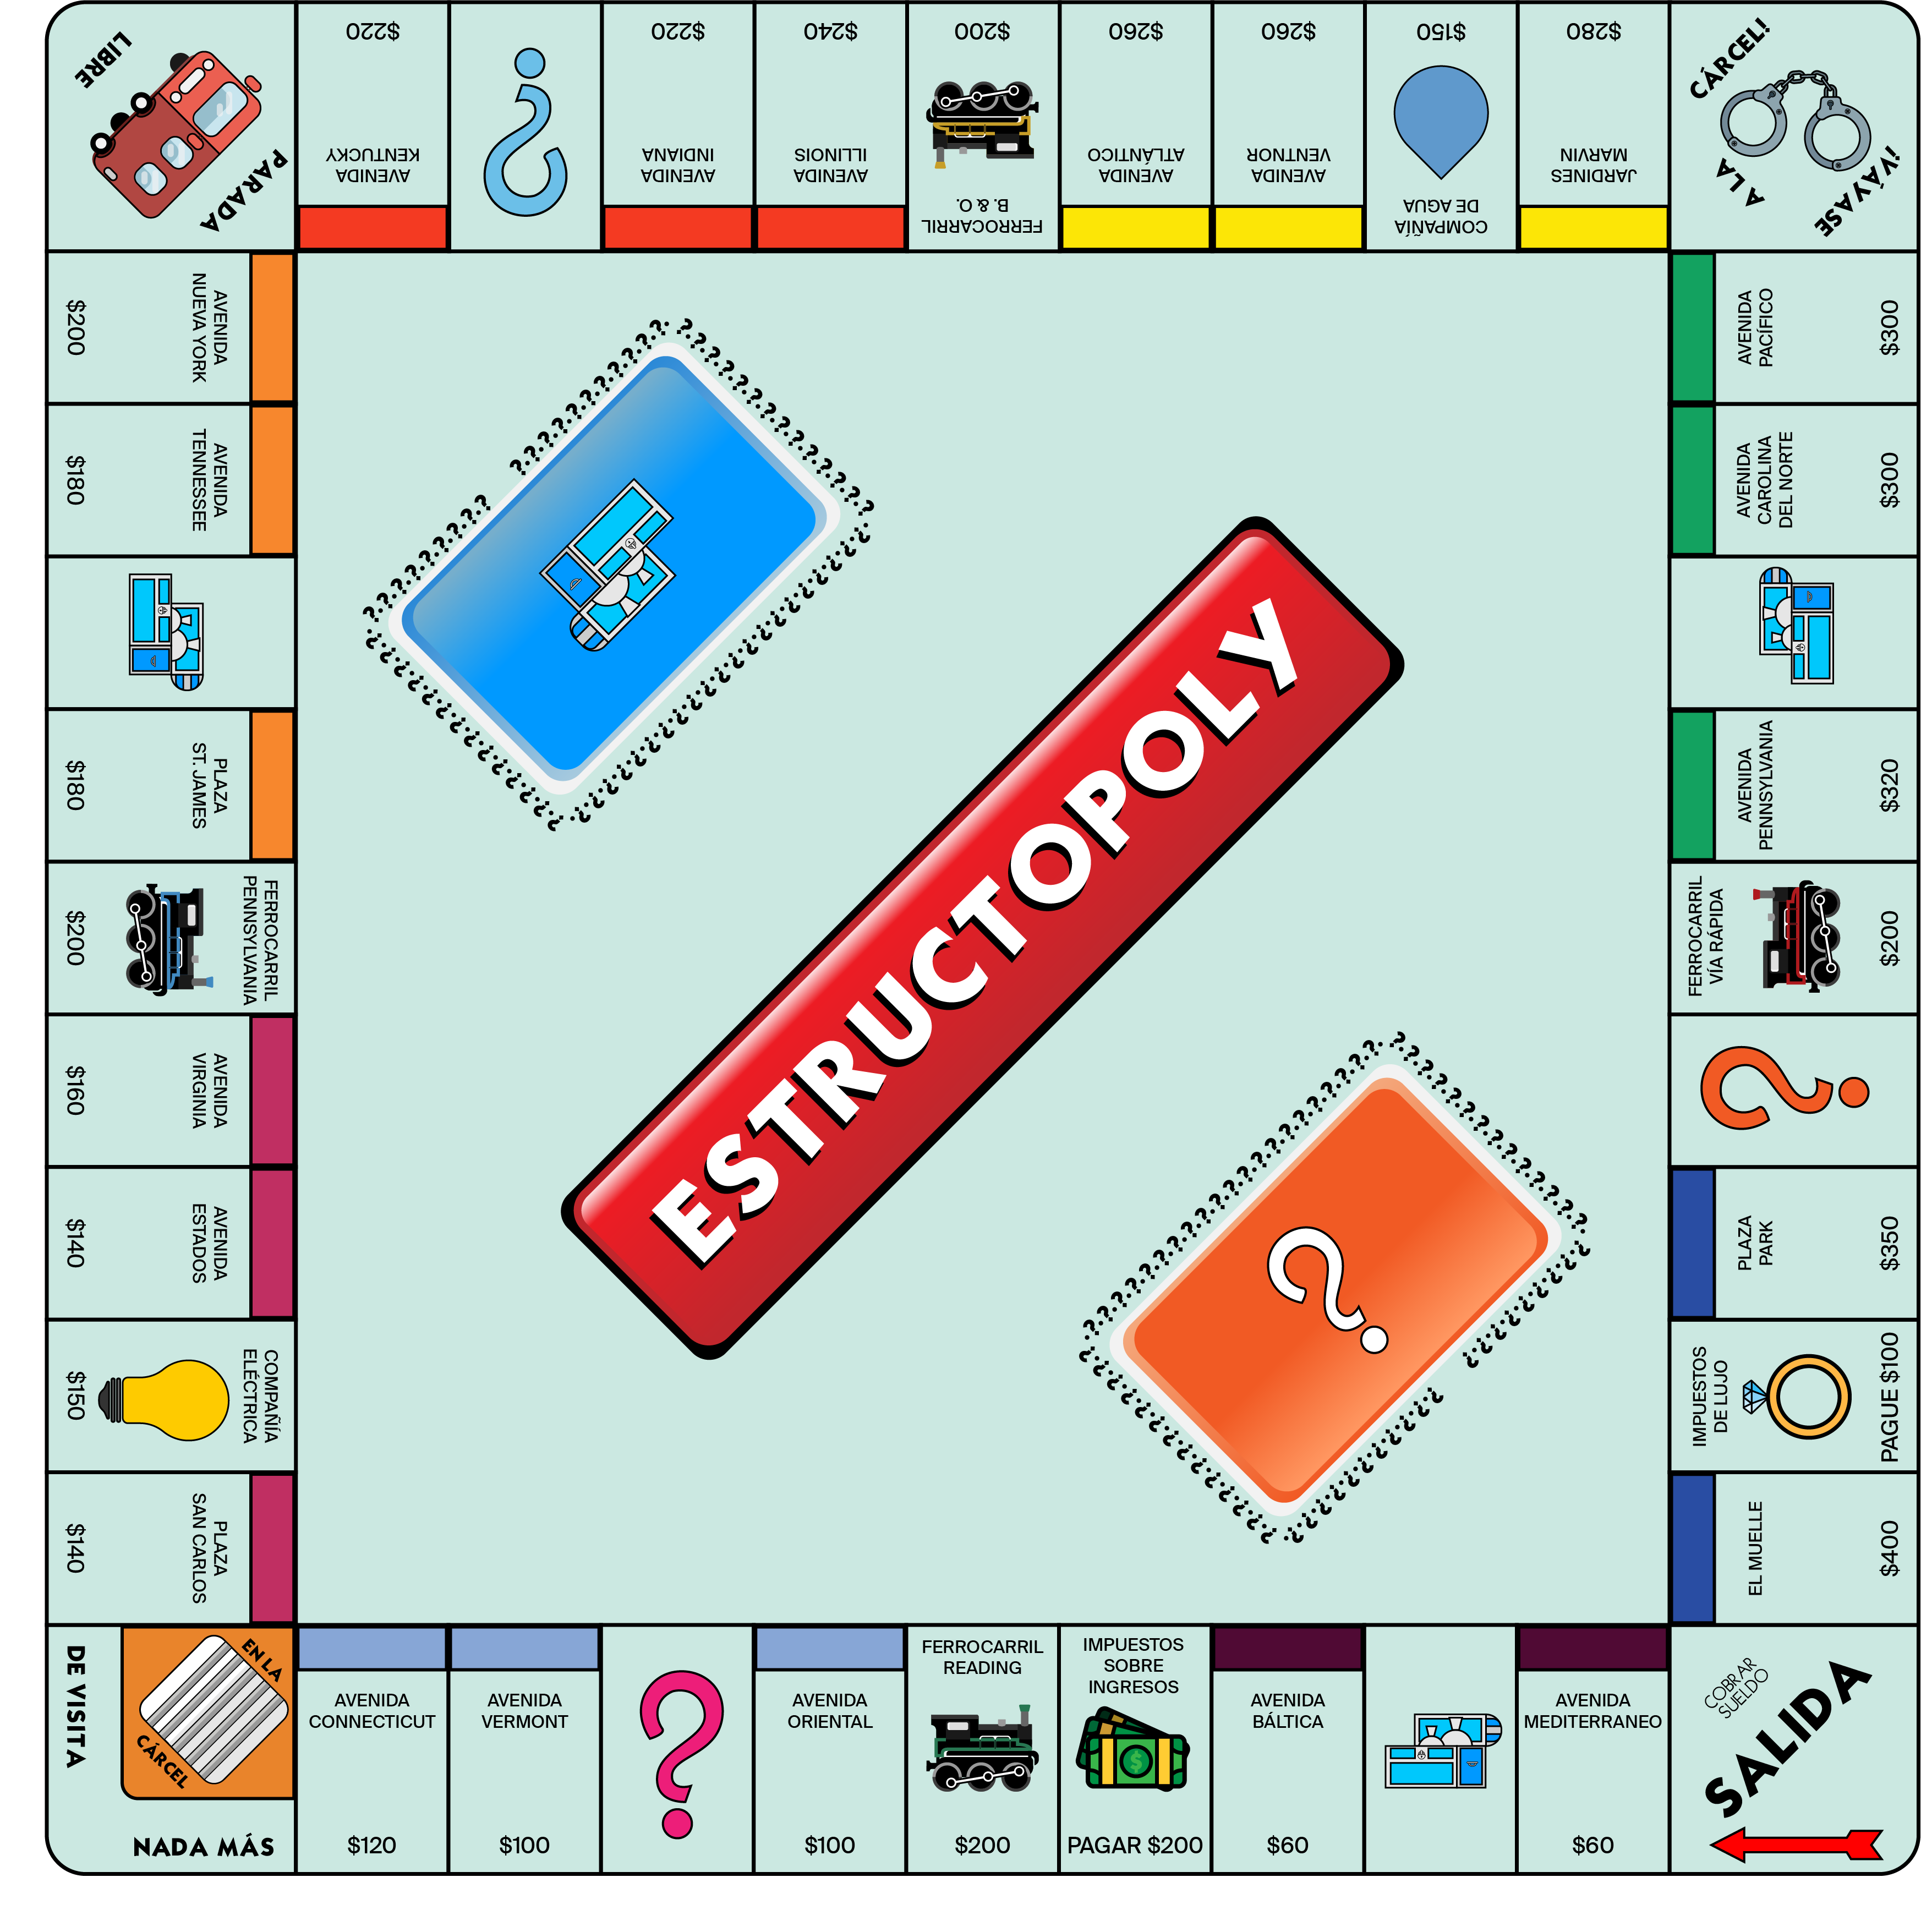 LIBRE
PARADA
$220
AVENIDA
KENTUCKY
$220
AVENIDA
INDIANA
$240
AVENIDA
ILLINOIS
$200
FERROCARRIL
B. & O.
$260
AVENIDA
ATLÁNTICO
$260
AVENIDA
VENTNOR
$150
COMPAÑÍA
DE AGUA
$280
JARDINES
MARVIN
¡VÁYASE
A LA
CÁRCEL!
AVENIDA
NUEVA YORK
$200
AVENIDA
TENNESSEE
$180
PLAZA
ST. JAMES
$180
FERROCARRIL
PENNSYLVANIA
$200
AVENIDA
VIRGINIA
$160
AVENIDA
ESTADOS
$140
COMPAÑÍA
ELÉCTRICA
$150
PLAZA
SAN CARLOS
$140
ESTRUCTOPOLY
?
AVENIDA
PACÍFICO
$300
AVENIDA
CAROLINA
DEL NORTE
$300
AVENIDA
PENNSYLVANIA
$320
FERROCARRIL
VÍA RÁPIDA
$200
?
PLAZA
PARK
$350
IMPUESTOS
DE LUJO
PAGUE $100
EL MUELLE
$400
DE VISITA
NADA MÁS
EN LA
CÁRCEL
AVENIDA
CONNECTICUT
$120
AVENIDA
VERMONT
$100
?
AVENIDA
ORIENTAL
$100
FERROCARRIL
READING
$200
IMPUESTOS
SOBRE
INGRESOS
$
PAGAR $200
AVENIDA
BÁLTICA
$60
AVENIDA
MEDITERRANEO
$60
COBRAR
SUELDO
SALIDA